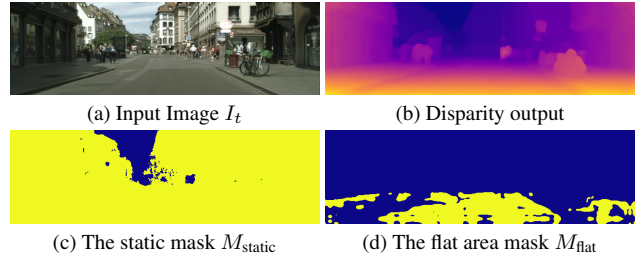 (a) Input Image I_t
(b) Disparity output
(c) The static mask M_static
(d) The flat area mask M_flat